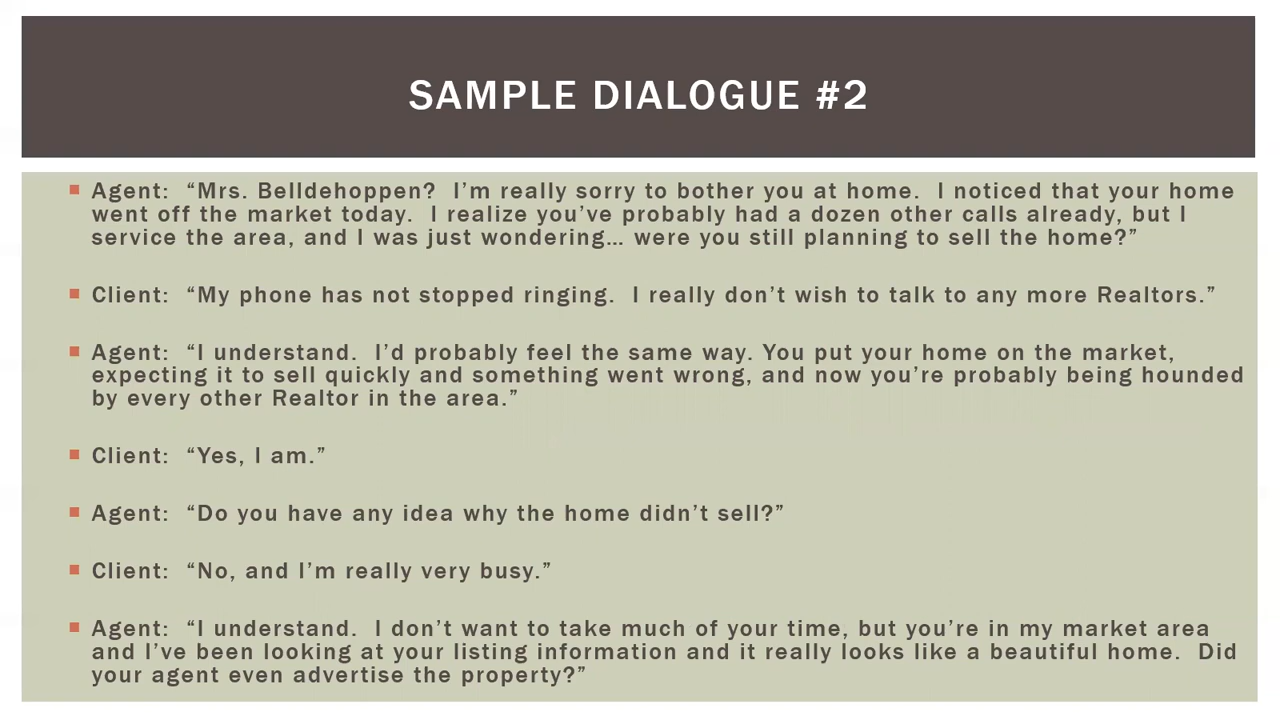 SAMPLE DIALOGUE #2
Agent:  “Mrs. Belldehoppen?  I’m really sorry to bother you at home.  I noticed that your home
went off the market today.  I realize you’ve probably had a dozen other calls already, but I
service the area, and I was just wondering… were you still planning to sell the home?”
Client:  “My phone has not stopped ringing.  I really don’t wish to talk to any more Realtors.”
Agent:  “I understand.  I’d probably feel the same way. You put your home on the market,
expecting it to sell quickly and something went wrong, and now you’re probably being hounded
by every other Realtor in the area.”
Client:  “Yes, I am.”
Agent:  “Do you have any idea why the home didn’t sell?”
Client:  “No, and I’m really very busy.”
Agent:  “I understand.  I don’t want to take much of your time, but you’re in my market area
and I’ve been looking at your listing information and it really looks like a beautiful home.  Did
your agent even advertise the property?”